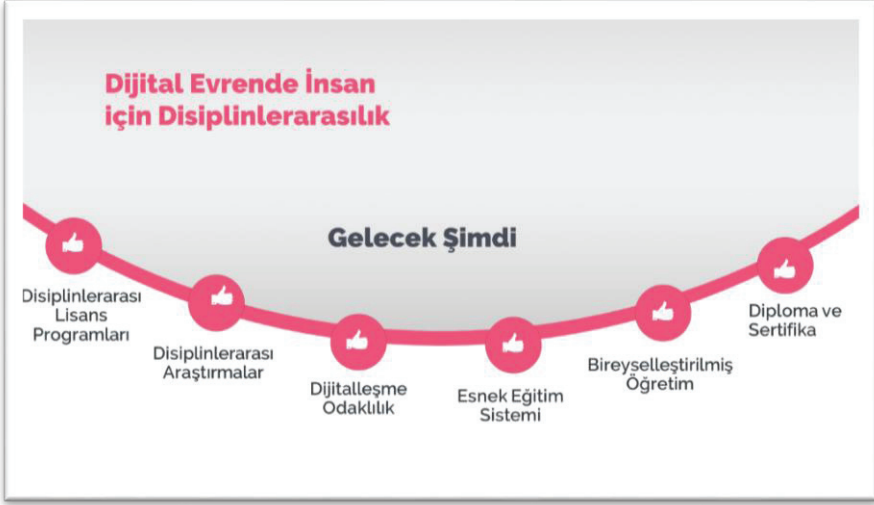 Dijital Evrende İnsan
için Disiplinlerarasılık
Gelecek Şimdi
Disiplinlerarası
Lisans
Programları
Disiplinlerarası
Araştırmalar
Dijitalleşme
Odaklılık
Esnek Eğitim
Sistemi
Bireyselleştirilmiş
Öğretim
Diploma ve
Sertifika